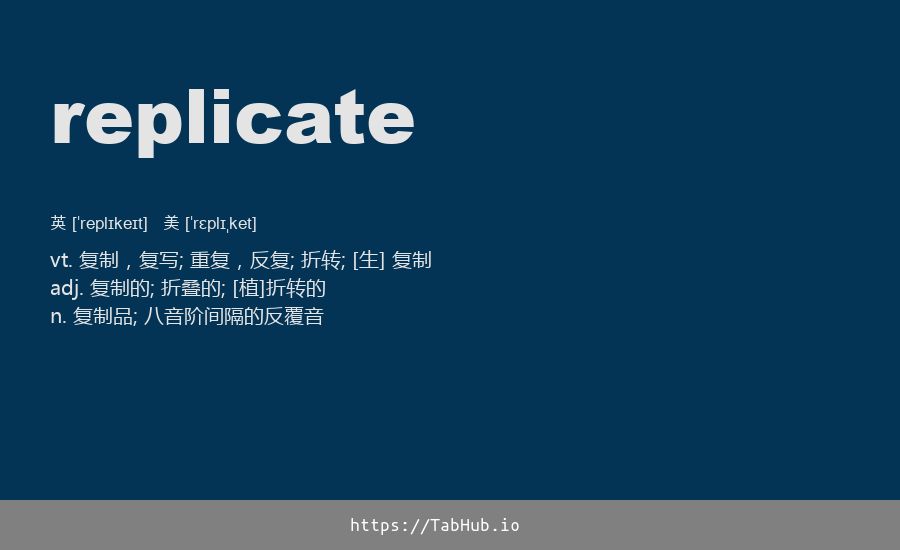 replicate
英 [ˈreplɪkeɪt] 美 [ˈrɛplɪˌket]
vt. 复制，复写; 重复，反复; 折转; [生] 复制
adj. 复制的; 折叠的; [植]折转的
n. 复制品; 八音阶间隔的反覆音
https://TabHub.io